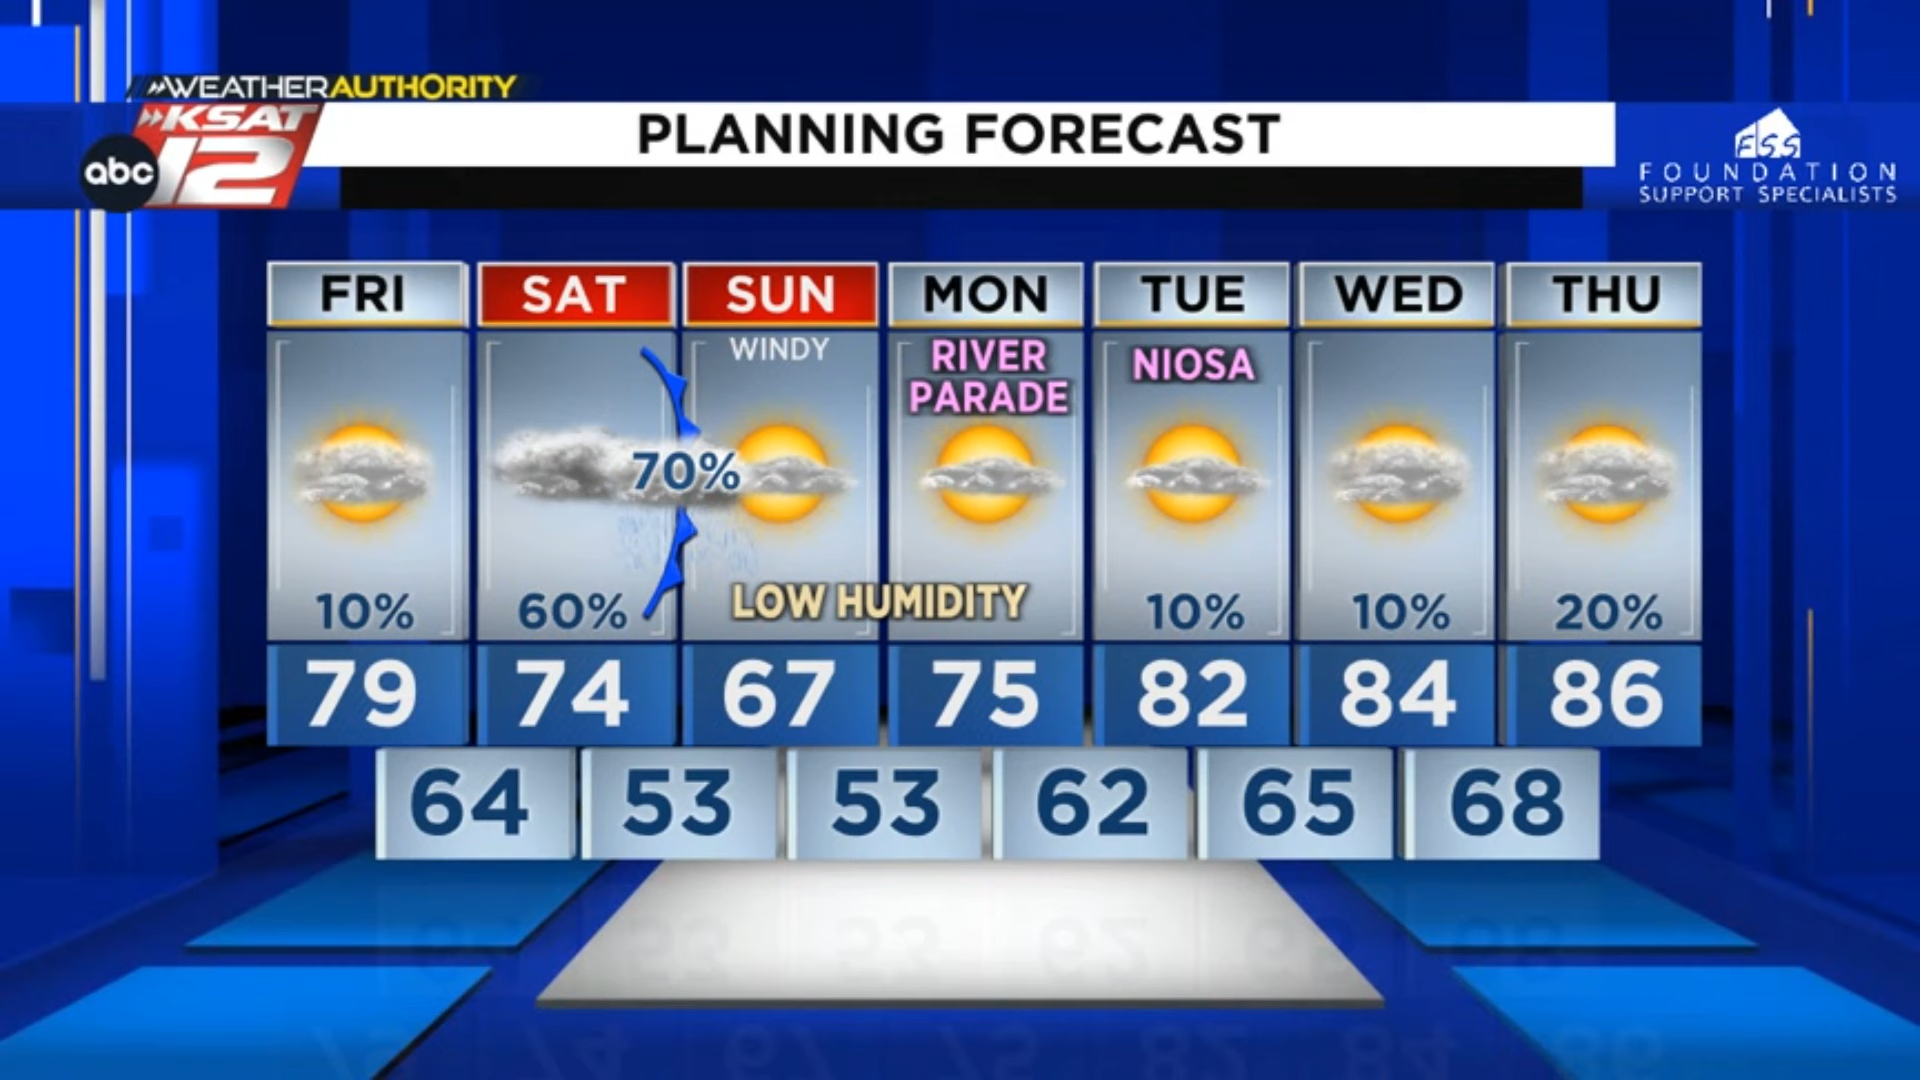 WEATHERAUTHORITY
KSAT
abc 12
PLANNING FORECAST
FSS
FOUNDATION
SUPPORT SPECIALISTS
FRI SAT SUN MON TUE WED THU
WINDY
RIVER
PARADE
NIOSA
70%
LOW HUMIDITY
10% 60% 10% 10% 20%
79 74 67 75 82 84 86
64 53 53 62 65 68